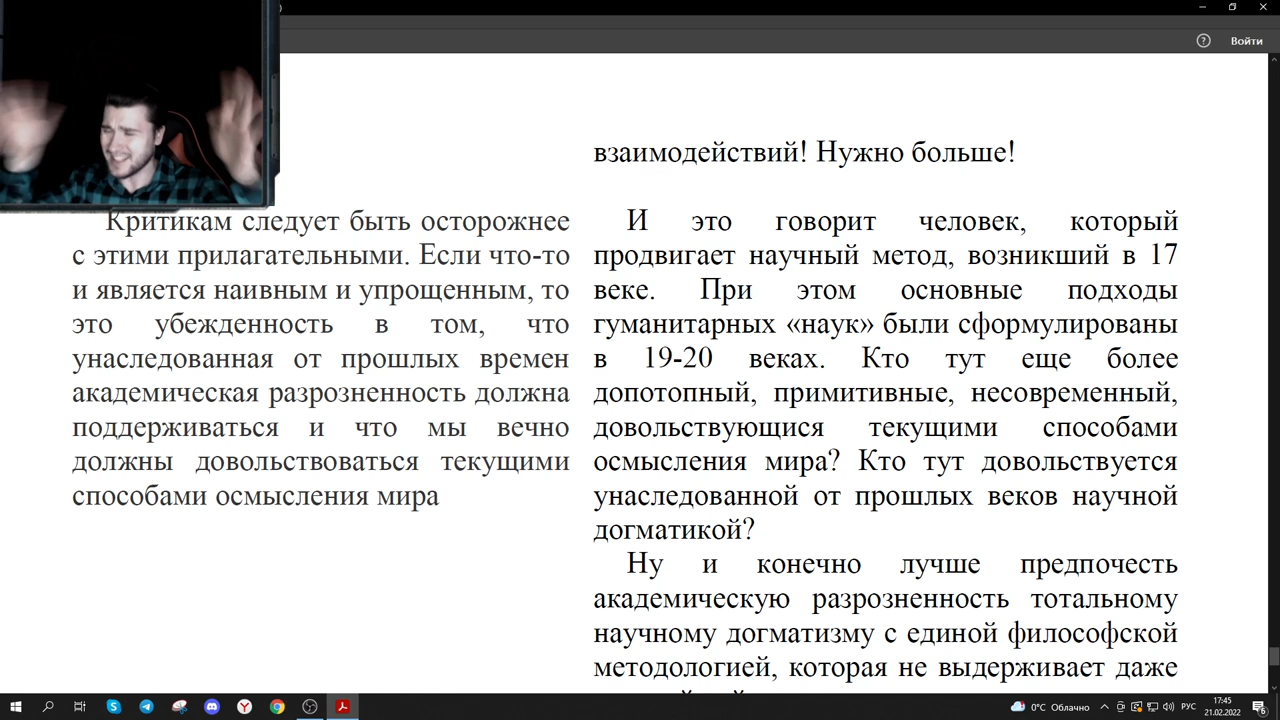 Войти
взаимодействий! Нужно больше!
Критикам следует быть осторожнее
с этими прилагательными. Если что-то
и является наивным и упрощенным, то
это убежденность в том, что
унаследованная от прошлых времен
академическая разрозненность должна
поддерживаться и что мы вечно
должны довольствоваться текущими
способами осмысления мира
И это говорит человек, который
продвигает научный метод, возникший в 17
веке. При этом основные подходы
гуманитарных «наук» были сформулированы
в 19-20 веках. Кто тут еще более
допотопный, примитивные, несовременный,
довольствующися текущими способами
осмысления мира? Кто тут довольствуется
унаследованной от прошлых веков научной
догматикой?
Ну и конечно лучше предпочесть
академическую разрозненность тотальному
научному догматизму с единой философской
методологией, которая не выдерживает даже
0°C Облачно
РУС
17:45
21.02.2022
6